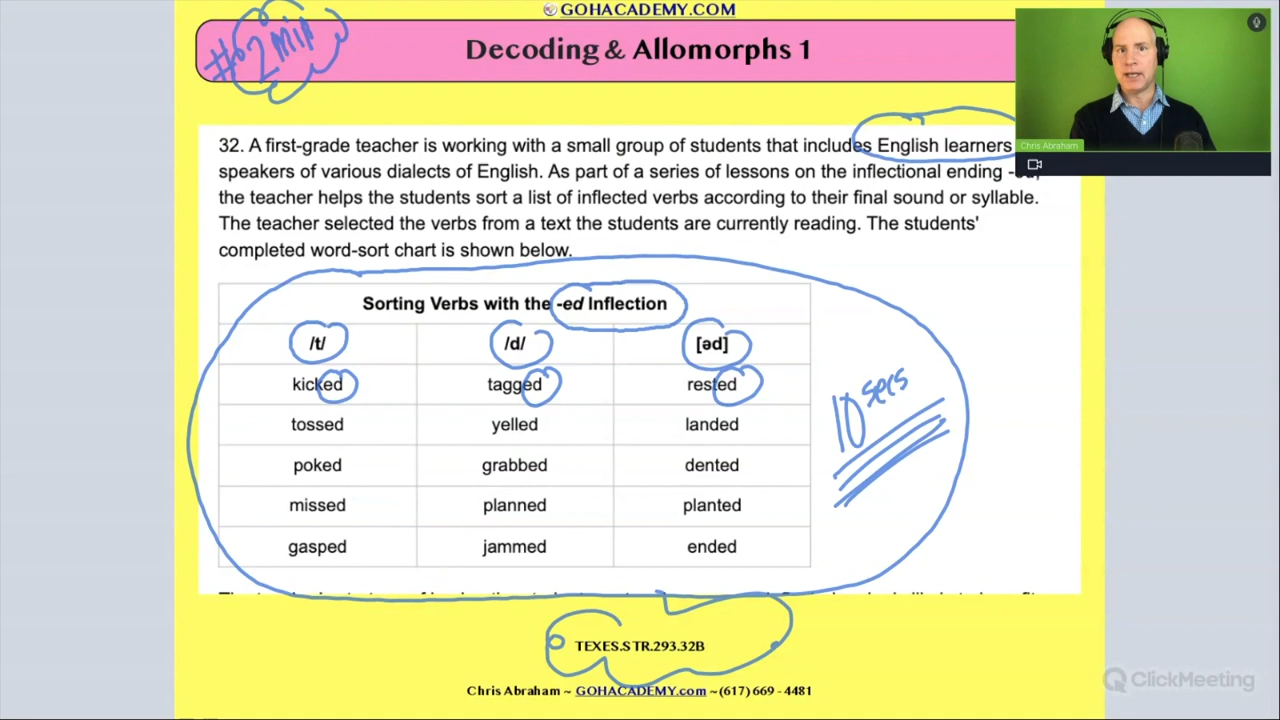 GOHACADEMY.COM
#2 Min
Decoding & Allomorphs 1
Chris Abraham
32. A first-grade teacher is working with a small group of students that includes English learners
speakers of various dialects of English. As part of a series of lessons on the inflectional ending
the teacher helps the students sort a list of inflected verbs according to their final sound or syllable.
The teacher selected the verbs from a text the students are currently reading. The students'
completed word-sort chart is shown below.
Sorting Verbs with the -ed Inflection
/t/ /d/ [əd]
kicked tagged rested
tossed yelled landed
poked grabbed dented
missed planned planted
gasped jammed ended
10 secs
TEXES.STR.293.32B
Chris Abraham ~ GOHACADEMY.com ~(617) 669 - 4481
ClickMeeting